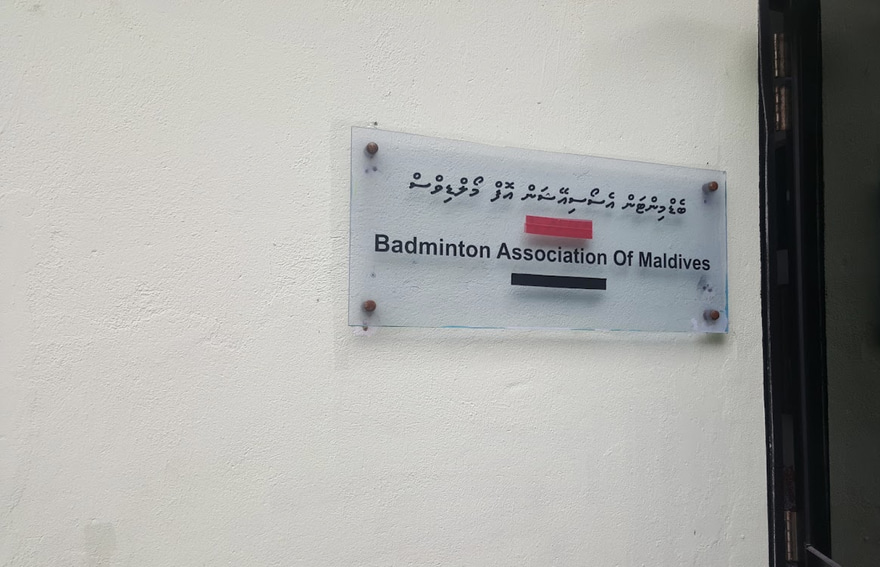 ބެޑްމިންޓަން އެސޯސިއޭޝަން އޮފް މޯލްޑިވްސް
Badminton Association Of Maldives